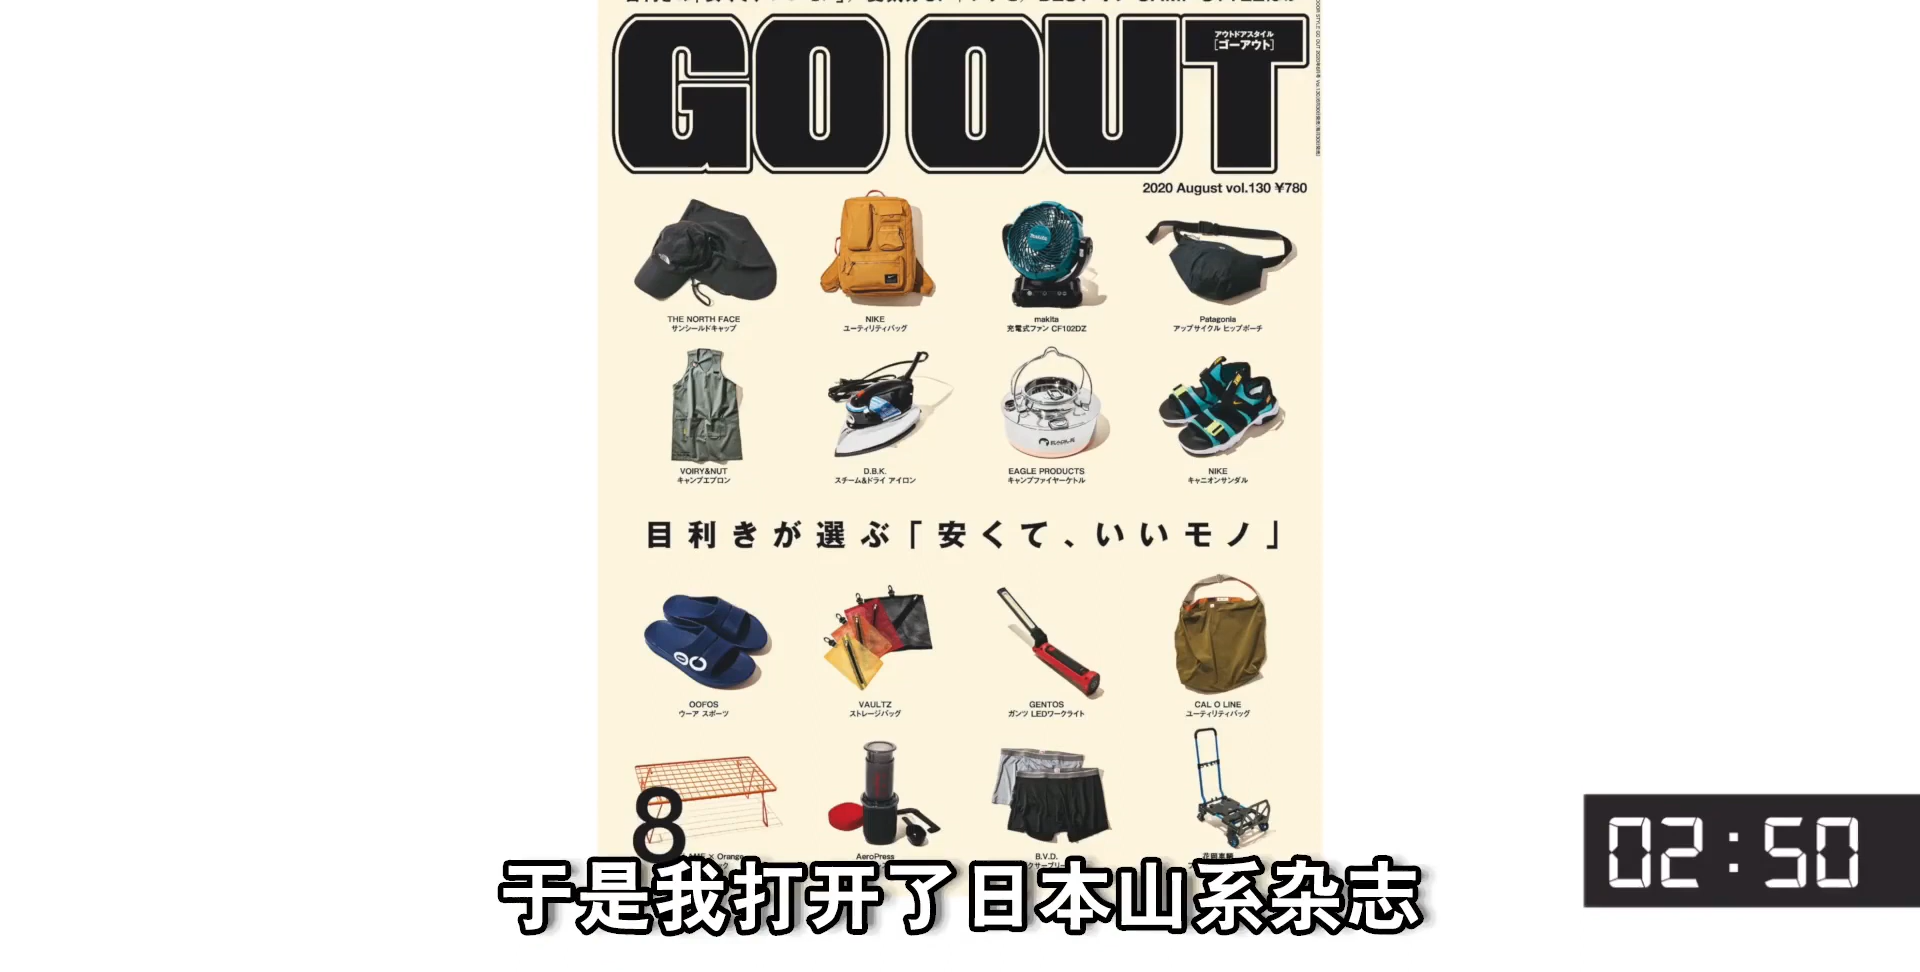 GO OUT
アウトドアスタイル
[ゴーアウト]
2020 August vol.130 ¥780
THE NORTH FACE
サンシールドキャップ
NIKE
ユーティリティバッグ
makita
充電式ファン CF102DZ
Patagonia
アップサイクル ヒップポーチ
VOIRY&NUT
キャンプエプロン
D.B.K.
スチーム&ドライ アイロン
EAGLE PRODUCTS
キャンプファイヤーケトル
NIKE
キャニオンサンダル
目利きが選ぶ「安くて、いいモノ」
OOFOS
ウーア スポーツ
VAULTZ
ストレージバッグ
GENTOS
ガンツ LEDワークライト
CAL O LINE
ユーティリティバッグ
8
× Orange
AeroPress
B.V.D.
于是我打开了日本山系杂志
02:50